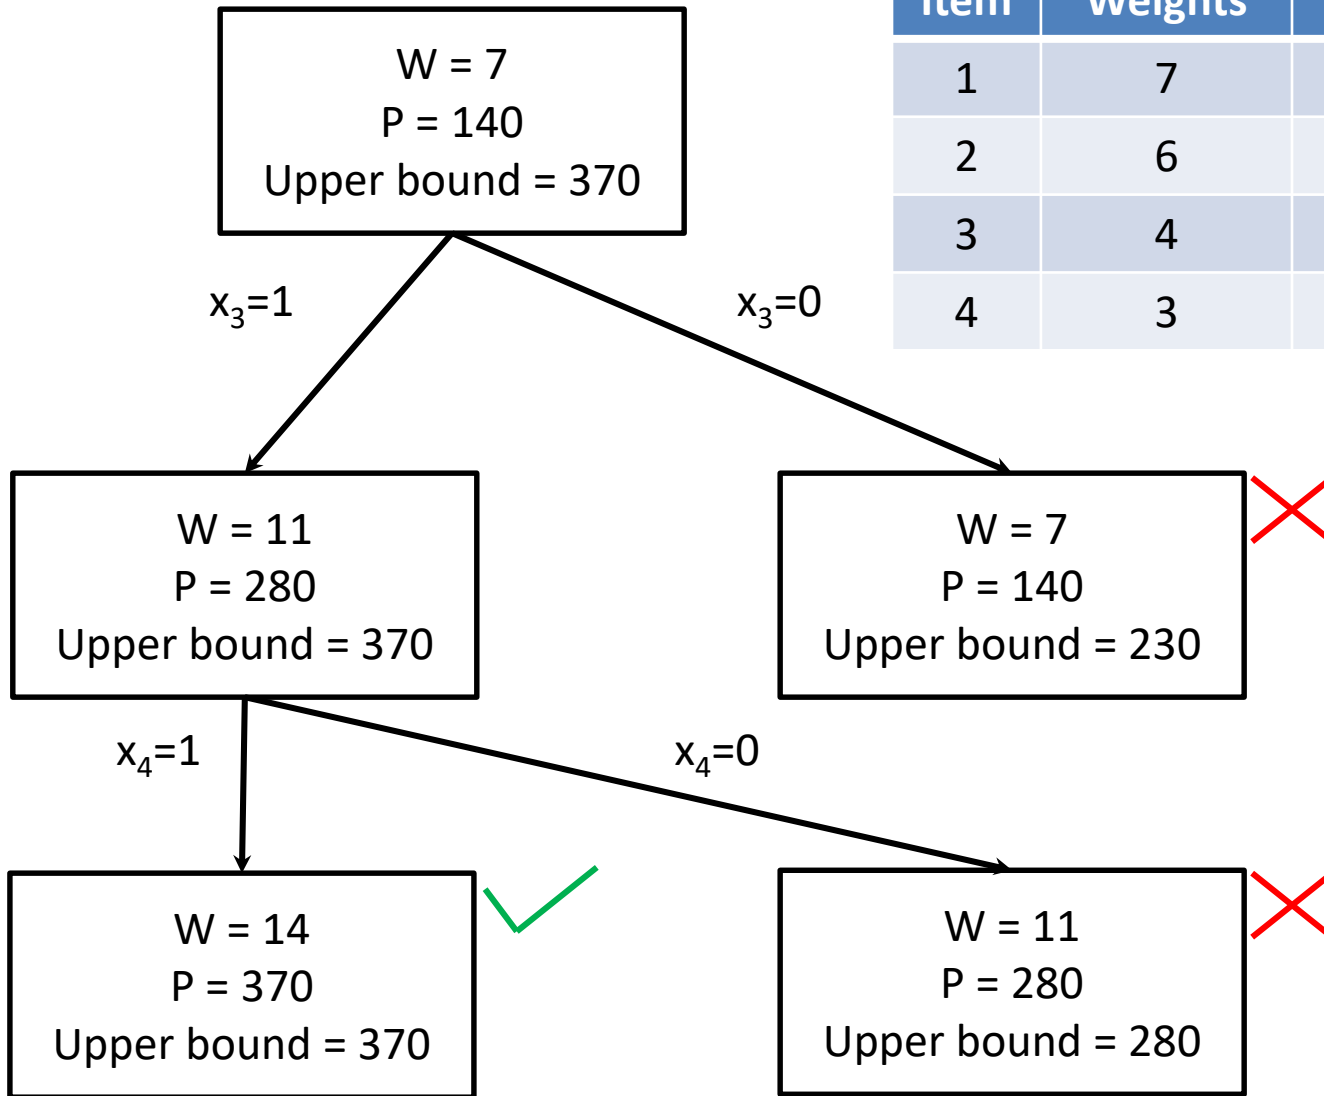 Item Weights
1 7
2 6
3 4
4 3
W = 7
P = 140
Upper bound = 370
x₃=1
x₃=0
W = 11
P = 280
Upper bound = 370
W = 7
P = 140
Upper bound = 230
x₄=1
x₄=0
W = 14
P = 370
Upper bound = 370
W = 11
P = 280
Upper bound = 280